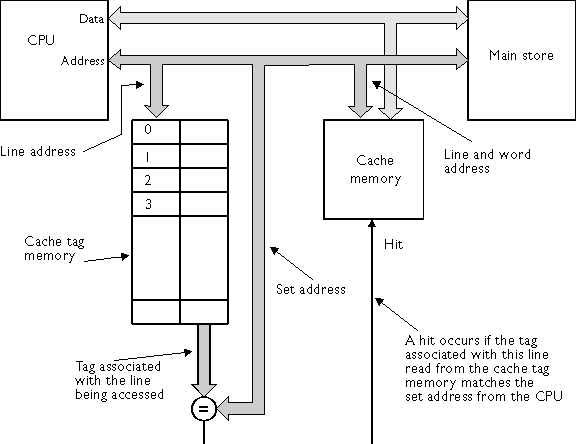 Data
CPU
Address
Main store
Line address
0
1
2
3
Cache
memory
Line and word
address
Cache tag
memory
Hit
Set address
Tag associated
with the line
being accessed
A hit occurs if the tag
associated with this line
read from the cache tag
memory matches the
set address from the CPU
=